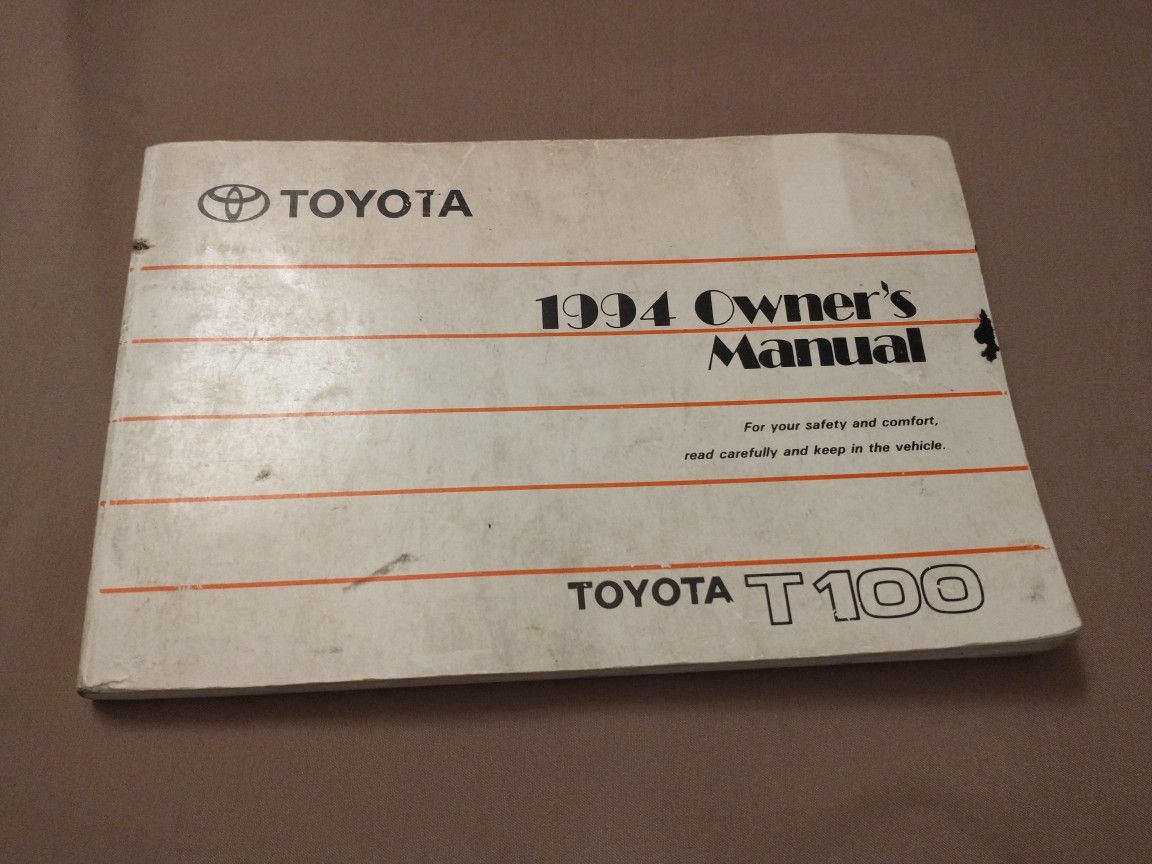 TOYOTA
1994 Owner's
Manual
For your safety and comfort,
read carefully and keep in the vehicle.
TOYOTA T100